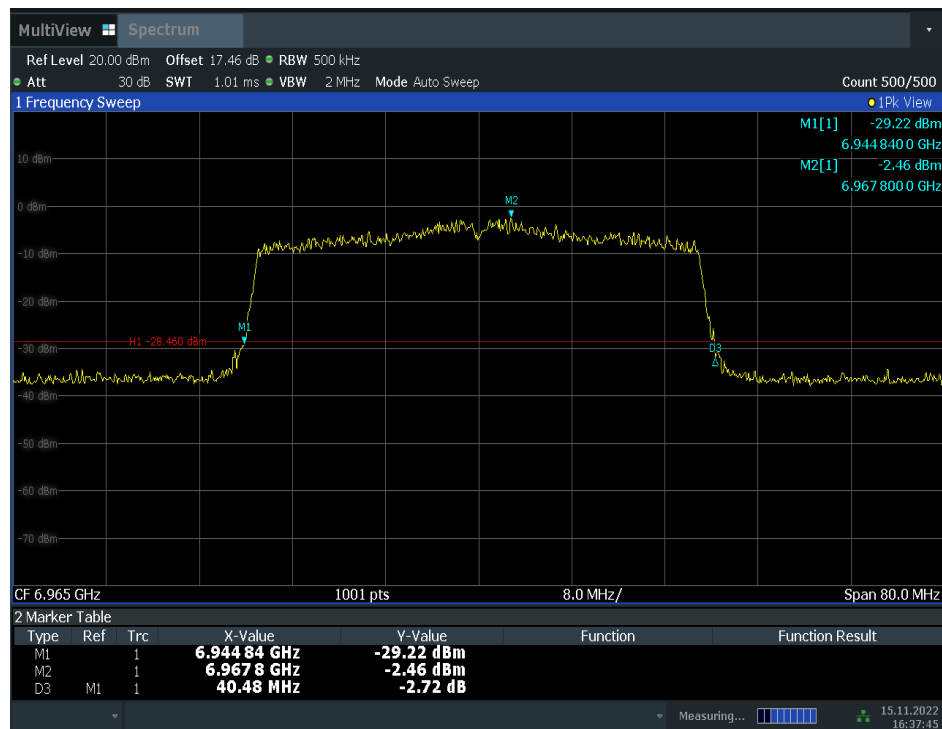 MultiView Spectrum
Ref Level 20.00 dBm Offset 17.46 dB RBW 500 kHz
Att 30 dB SWT 1.01 ms VBW 2 MHz Mode Auto Sweep Count 500/500
1 Frequency Sweep 1Pk View
M1[1] -29.22 dBm
6.944 840 0 GHz
M2[1] -2.46 dBm
6.967 800 0 GHz
10 dBm
0 dBm
M2
-10 dBm
-20 dBm
M1
H1 -28.460 dBm
-30 dBm
D3
-40 dBm
-50 dBm
-60 dBm
-70 dBm
CF 6.965 GHz 1001 pts 8.0 MHz/ Span 80.0 MHz
2 Marker Table
Type Ref Trc X-Value Y-Value Function Function Result
M1 1 6.944 84 GHz -29.22 dBm
M2 1 6.967 8 GHz -2.46 dBm
D3 M1 1 40.48 MHz -2.72 dB
Measuring... 15.11.2022
16:37:45